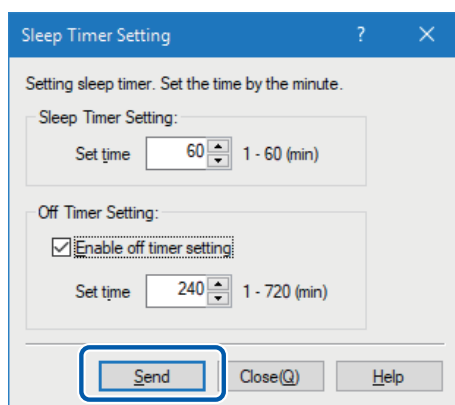 Sleep Timer Setting ? ×
Setting sleep timer. Set the time by the minute.
Sleep Timer Setting:
Set time 60 1 - 60 (min)
Off Timer Setting:
Enable off timer setting
Set time 240 1 - 720 (min)
Send Close(Q) Help